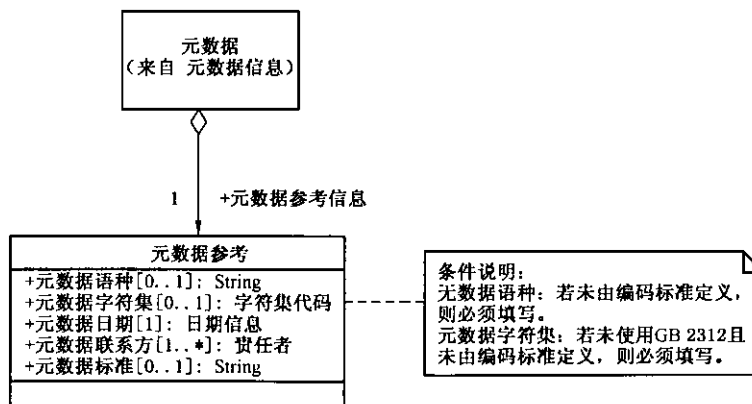 元数据
（来自 元数据信息）
1 +元数据参考信息
元数据参考
+元数据语种[0..1]: String
+元数据字符集[0..1]: 字符集代码
+元数据日期[1]: 日期信息
+元数据联系方[1..*]: 责任者
+元数据标准[0..1]: String
条件说明：
无数据语种：若未由编码标准定义，
则必须填写。
元数据字符集：若未使用GB 2312且
未由编码标准定义，则必须填写。